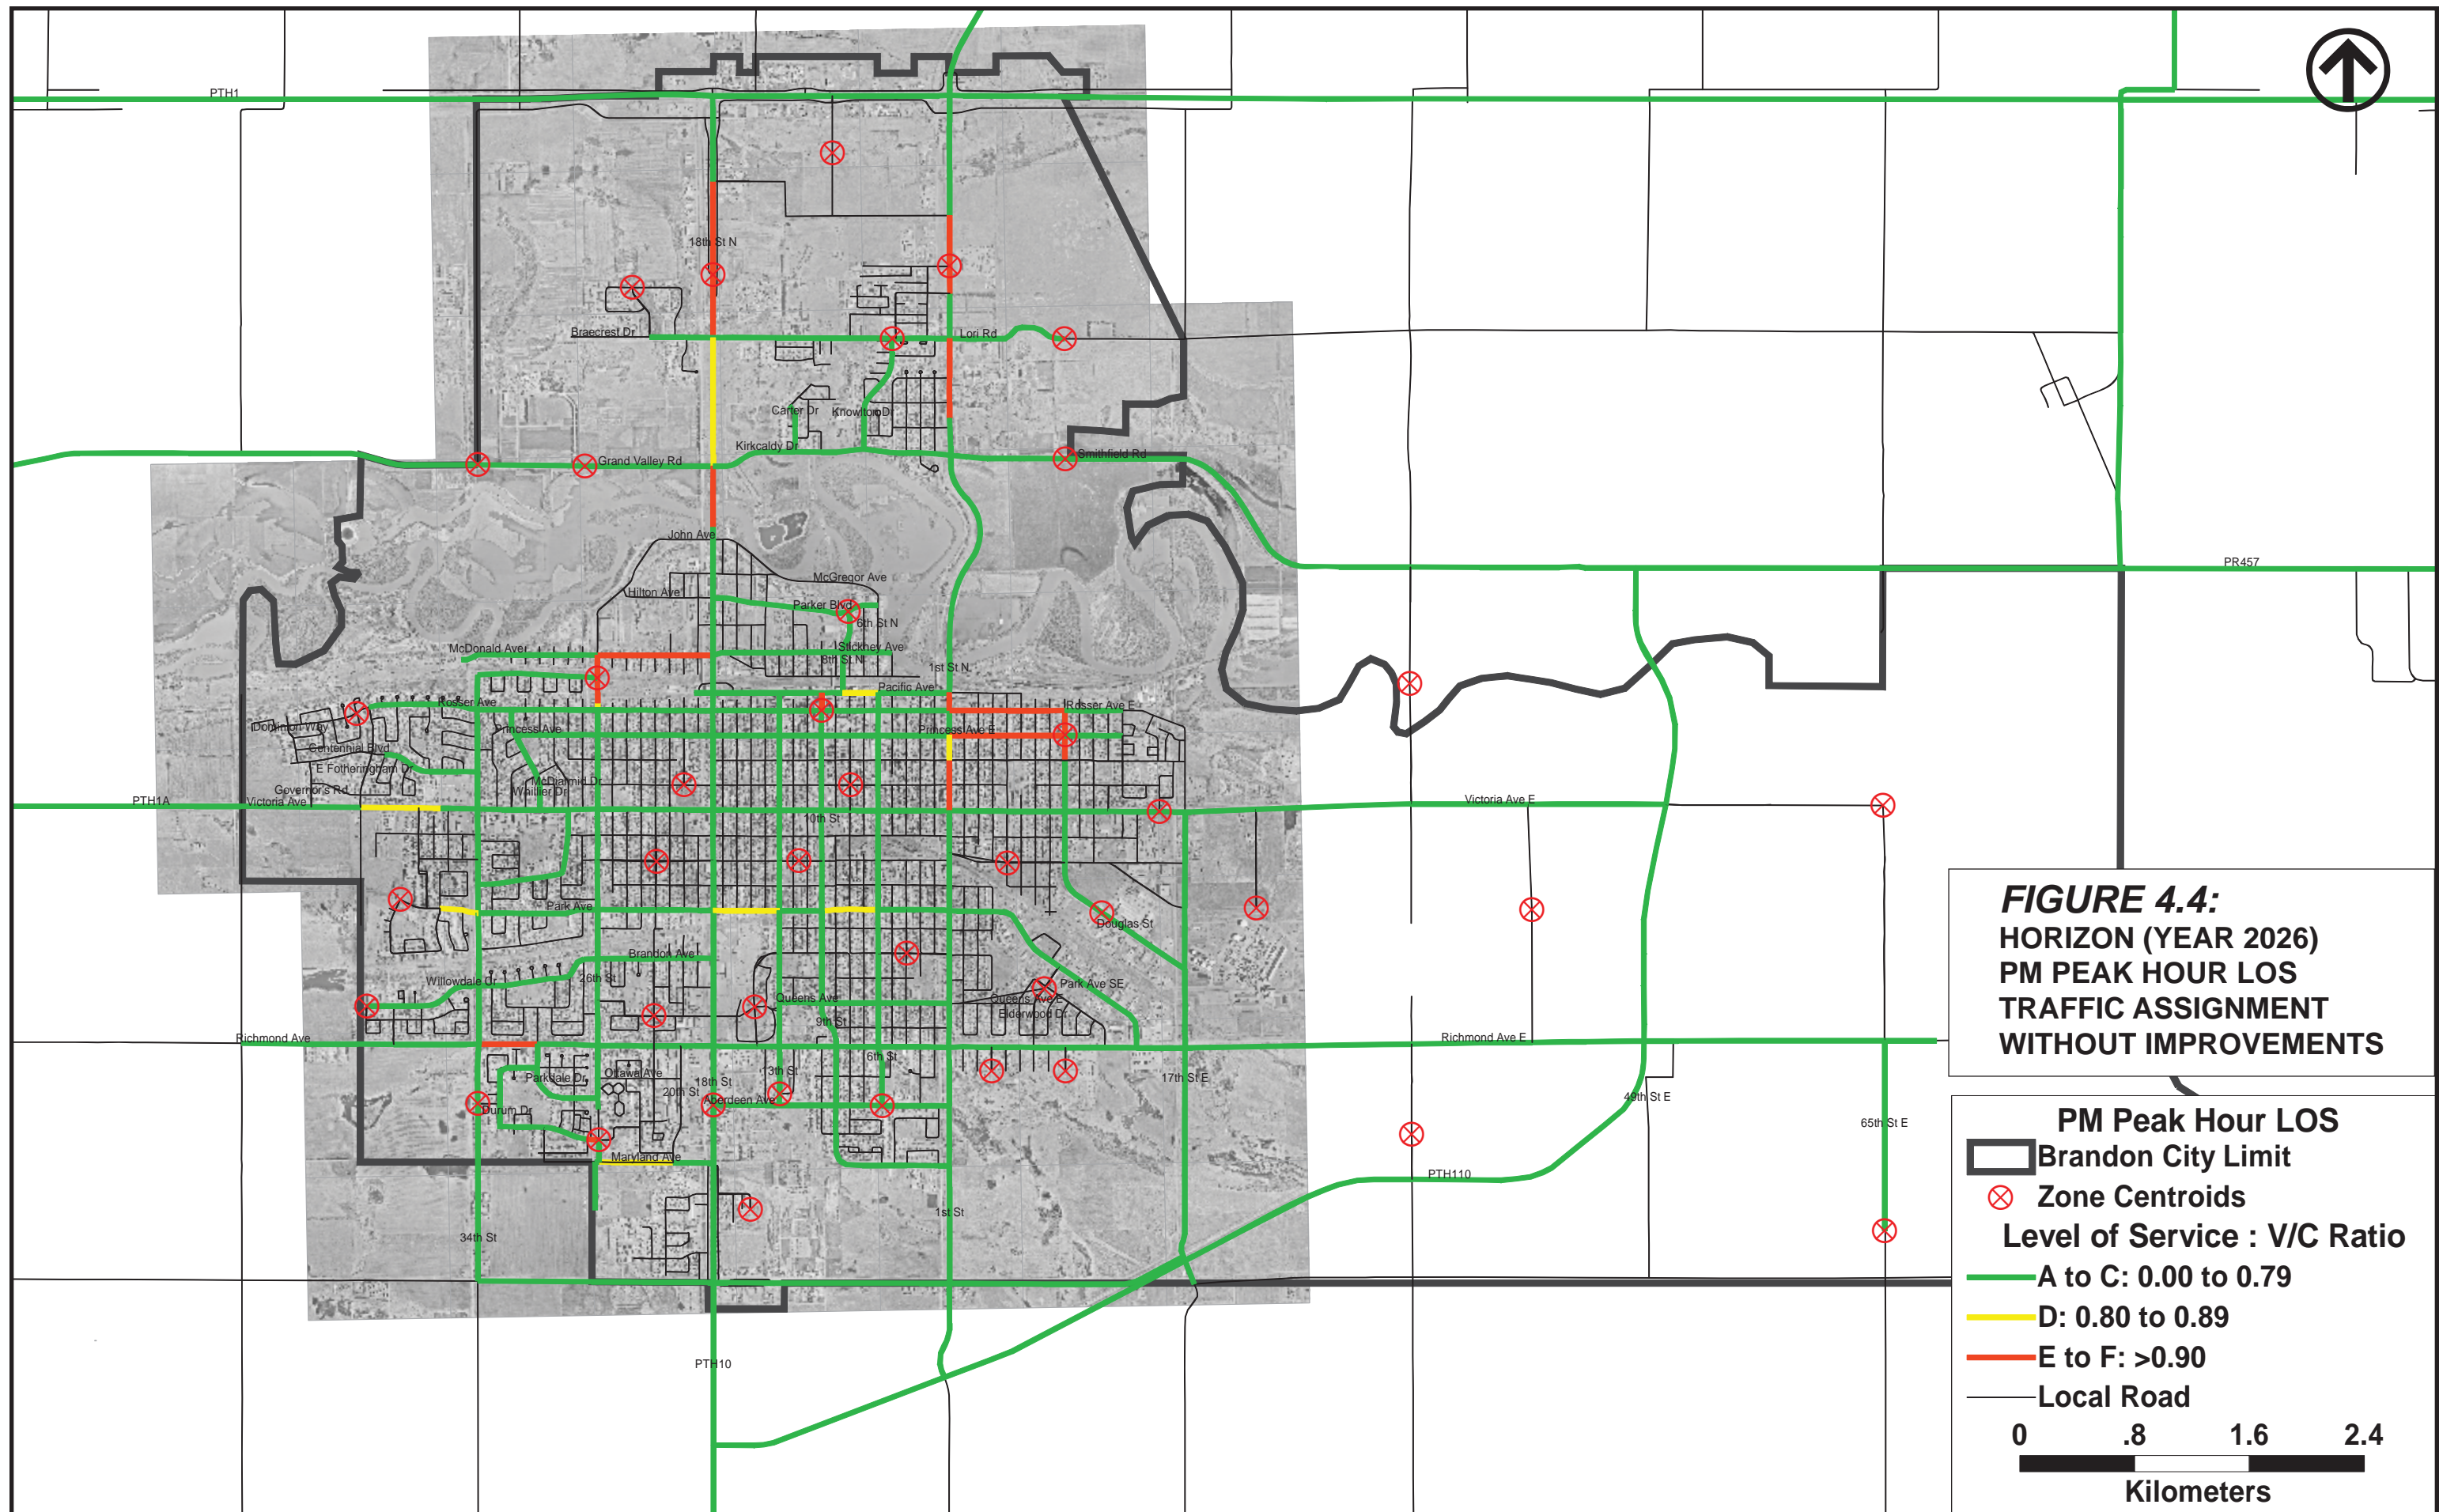 PTH1
18th St N
Braecrest Dr
Lori Rd
Carter Dr
Knowlton Dr
Kirkcaldy Dr
Grand Valley Rd
Smithfield Rd
John Ave
PR457
McGregor Ave
Hilton Ave
Parker Blvd
6th St N
McDonald Ave
Stickney Ave
8th St N
1st St N
Pacific Ave
Rosser Ave
Rosser Ave E
Dominion Way
Princess Ave
Princess Ave E
Centennial Blvd
E Fotheringham Dr
McDiarmid Dr
Governor's Rd
Whillier Dr
PTH1A
Victoria Ave
Victoria Ave E
10th St
Park Ave
Douglas St
Brandon Ave
Willowdale Cr
26th St
Park Ave SE
Queens Ave
Queens Ave E
Elderwood Dr
9th St
Richmond Ave
Richmond Ave E
6th St
Parkdale Dr
Ottawa Ave
18th St
13th St
17th St E
20th St
Aberdeen Ave
49th St E
Durum Dr
65th St E
Maryland Ave
PTH110
1st St
34th St
PTH10
FIGURE 4.4:
HORIZON (YEAR 2026)
PM PEAK HOUR LOS
TRAFFIC ASSIGNMENT
WITHOUT IMPROVEMENTS
PM Peak Hour LOS
Brandon City Limit
Zone Centroids
Level of Service : V/C Ratio
A to C: 0.00 to 0.79
D: 0.80 to 0.89
E to F: >0.90
Local Road
0 .8 1.6 2.4
Kilometers